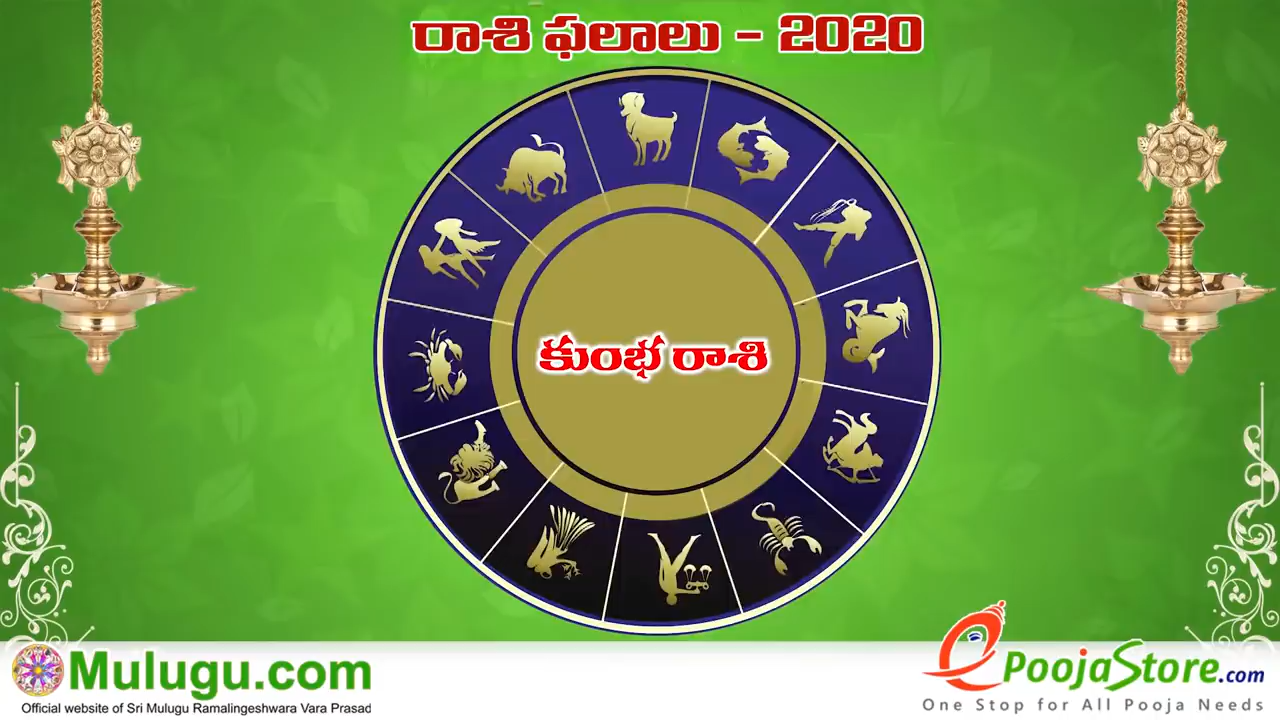 రాశి ఫలాలు - 2020
కుంభ రాశి
Mulugu.com
Official website of Sri Mulugu Ramalingeshwara Vara Prasad
ePoojaStore.com
One Stop for All Pooja Needs